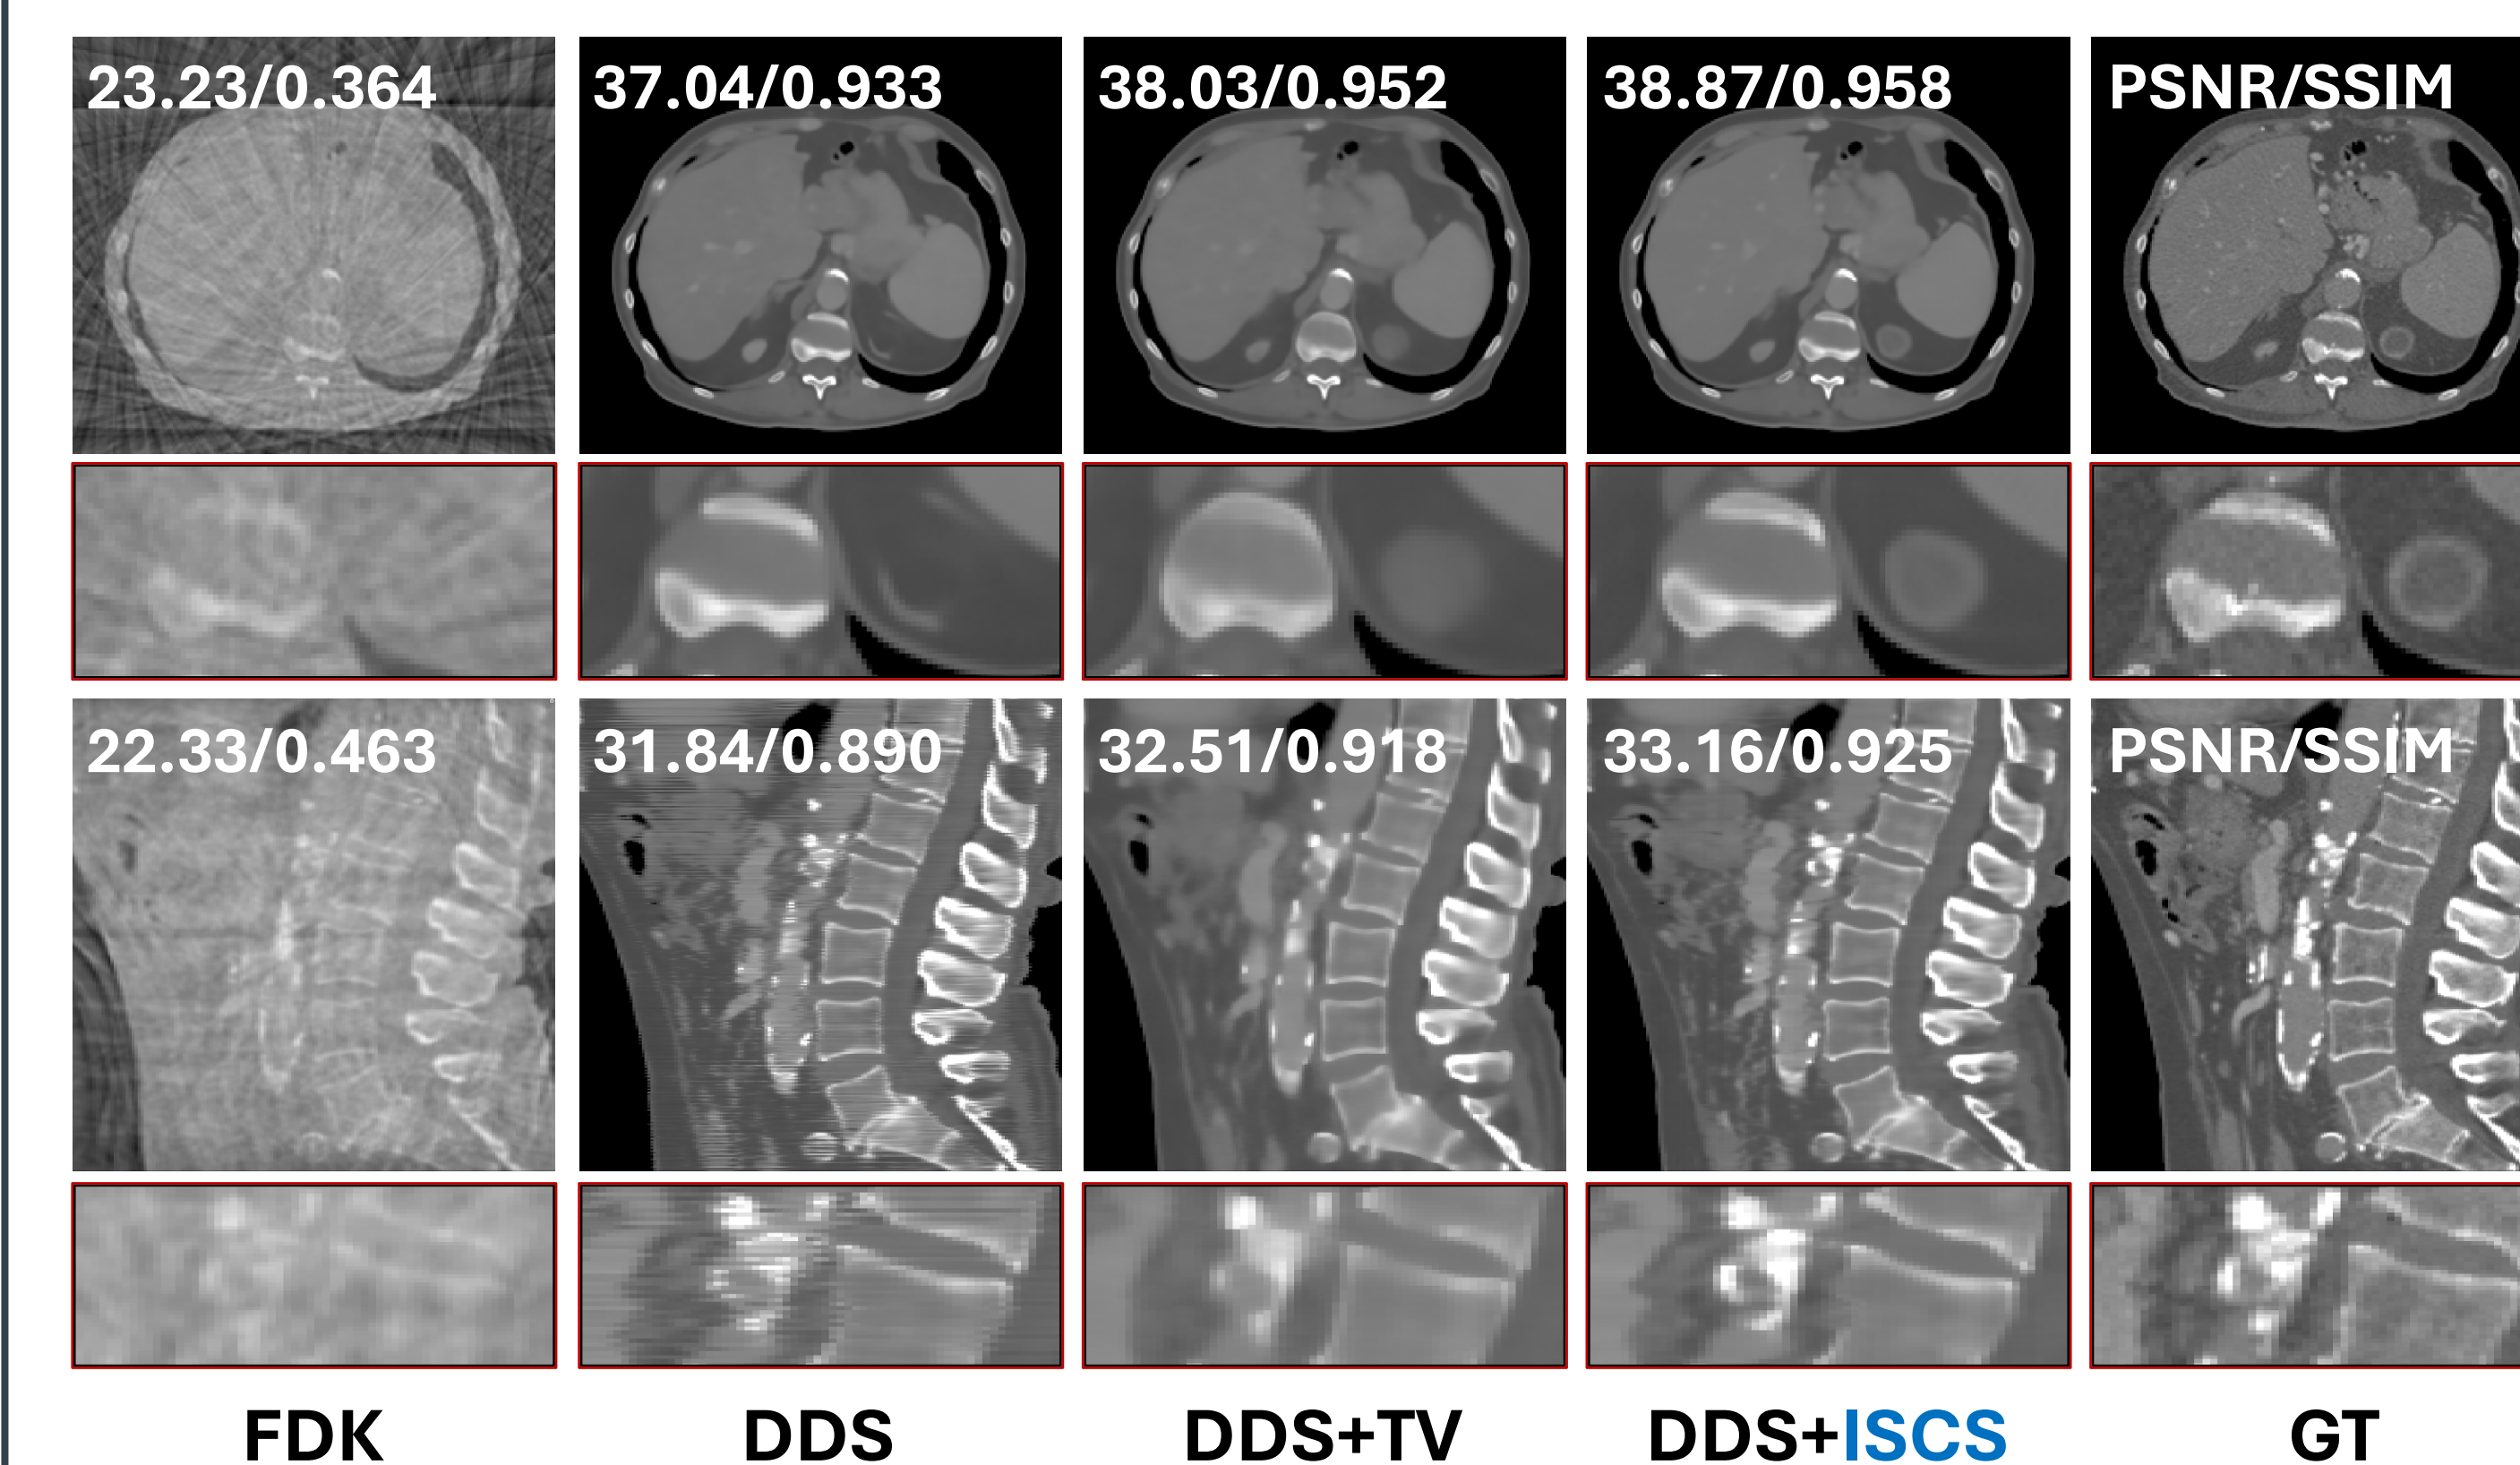 23.23/0.364
37.04/0.933
38.03/0.952
38.87/0.958
PSNR/SSIM
22.33/0.463
31.84/0.890
32.51/0.918
33.16/0.925
PSNR/SSIM
FDK
DDS
DDS+TV
DDS+ISCS
GT